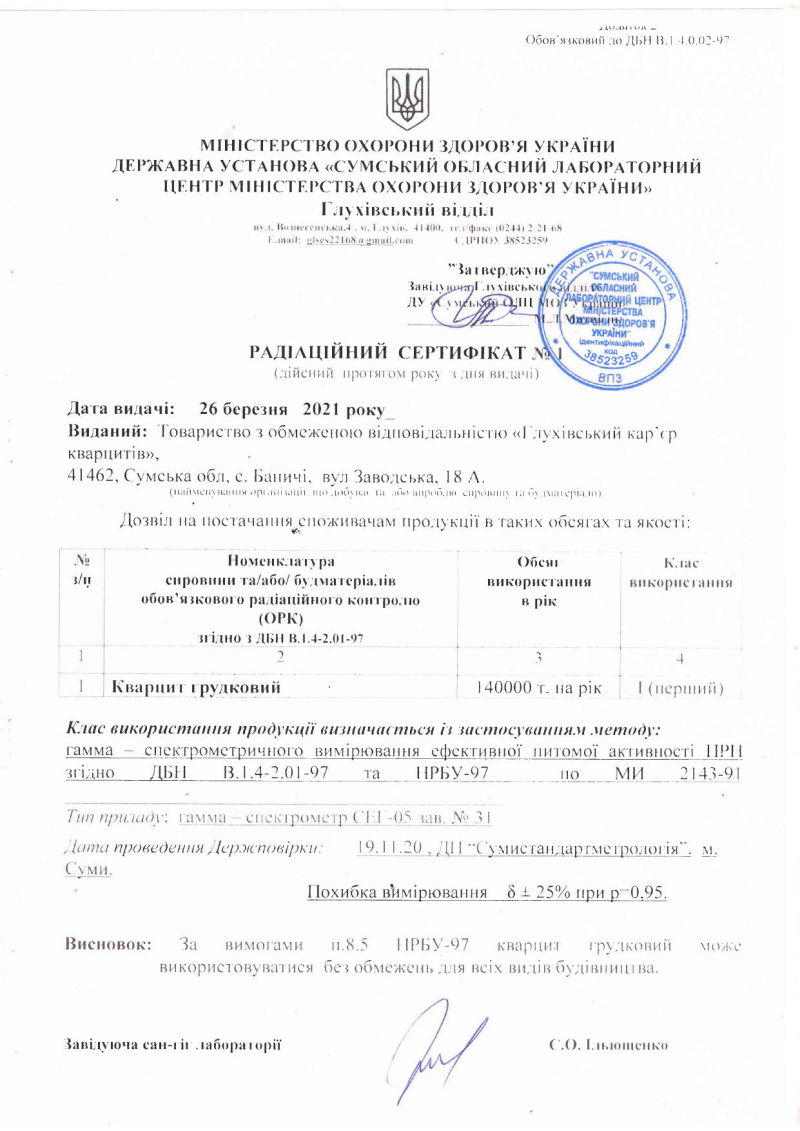 Обов'язковий до ДБН В.1.4.0.02-97
МІНІСТЕРСТВО ОХОРОНИ ЗДОРОВ'Я УКРАЇНИ
ДЕРЖАВНА УСТАНОВА «СУМСЬКИЙ ОБЛАСНИЙ ЛАБОРАТОРНИЙ
ЦЕНТР МІНІСТЕРСТВА ОХОРОНИ ЗДОРОВ'Я УКРАЇНИ»
Глухівський відділ
вул. Вознесенська,4 , м. Глухів, 41400, тел/факс (0244) 2-21-68
E.mail: glses22168@gmail.com ЄДРПОУ 38523259
"Затверджую"
Завідуюча Глухівського відділу
ДУ «Сумський ОЛЦ МОЗ України»
ДЕРЖАВНА УСТАНОВА
"СУМСЬКИЙ
ОБЛАСНИЙ
ЛАБОРАТОРНИЙ ЦЕНТР
МІНІСТЕРСТВА
ОХОРОНИ ЗДОРОВ'Я
УКРАЇНИ"
Ідентифікаційний
код
38523259
ВПЗ
РАДІАЦІЙНИЙ СЕРТИФІКАТ № 1
(дійсний протягом року з дня видачі)
Дата видачі: 26 березня 2021 року_
Виданий: Товариство з обмеженою відповідальністю «Глухівський кар'єр
кварцитів»,
41462, Сумська обл, с. Баничі, вул Заводська, 18 А.
(найменування організації, що добуває та або виробляє сировину та будматеріали)
Дозвіл на постачання споживачам продукції в таких обсягах та якості:
№ з/п
Номенклатура
сировини та/або/ будматеріалів
обов'язкового радіаційного контролю
(ОРК)
згідно з ДБН В.1.4-2.01-97
Обсяг
використання
в рік
Клас
використання
1 2 3 4
1 Кварцит грудковий 140000 т. на рік І (перший)
Клас використання продукції визначається із застосуванням методу:
гамма – спектрометричного вимірювання ефективної питомої активності ПРН
згідно ДБН В.1.4-2.01-97 та НРБУ-97 по МИ 2143-91
Тип приладу: гамма – спектрометр СЕГ-05 зав. № 31
Дата проведення Держповірки: 19.11.20 , ДП "Сумистандартметрологія". м.
Суми.
Похибка вимірювання δ ± 25% при р=0,95.
Висновок: За вимогами п.8.5 НРБУ-97 кварцит грудковий може
використовуватися без обмежень для всіх видів будівництва.
Завідуюча сан-гіг.лабораторії С.О. Ільюшенко